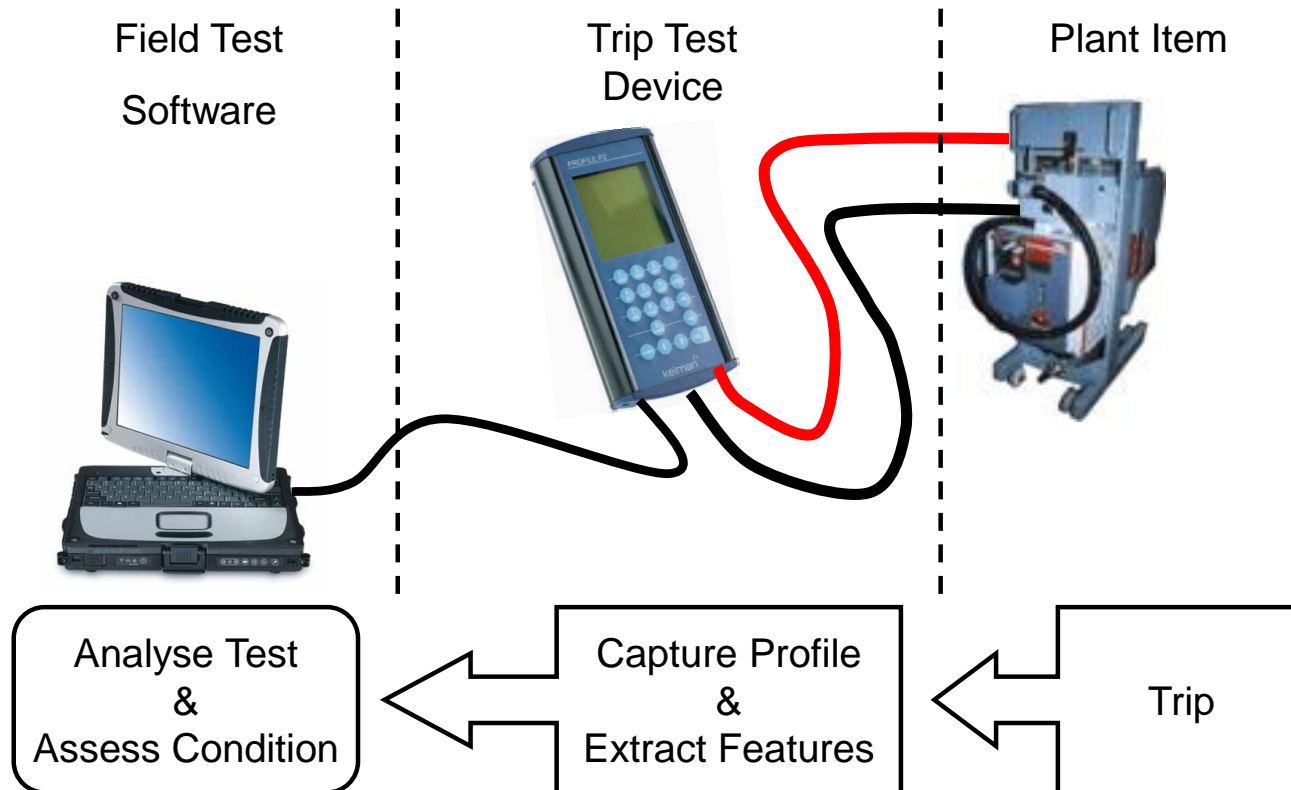 Field Test
Software
Trip Test
Device
Plant Item
PROFILE P2
kelman
Analyse Test
&
Assess Condition
Capture Profile
&
Extract Features
Trip